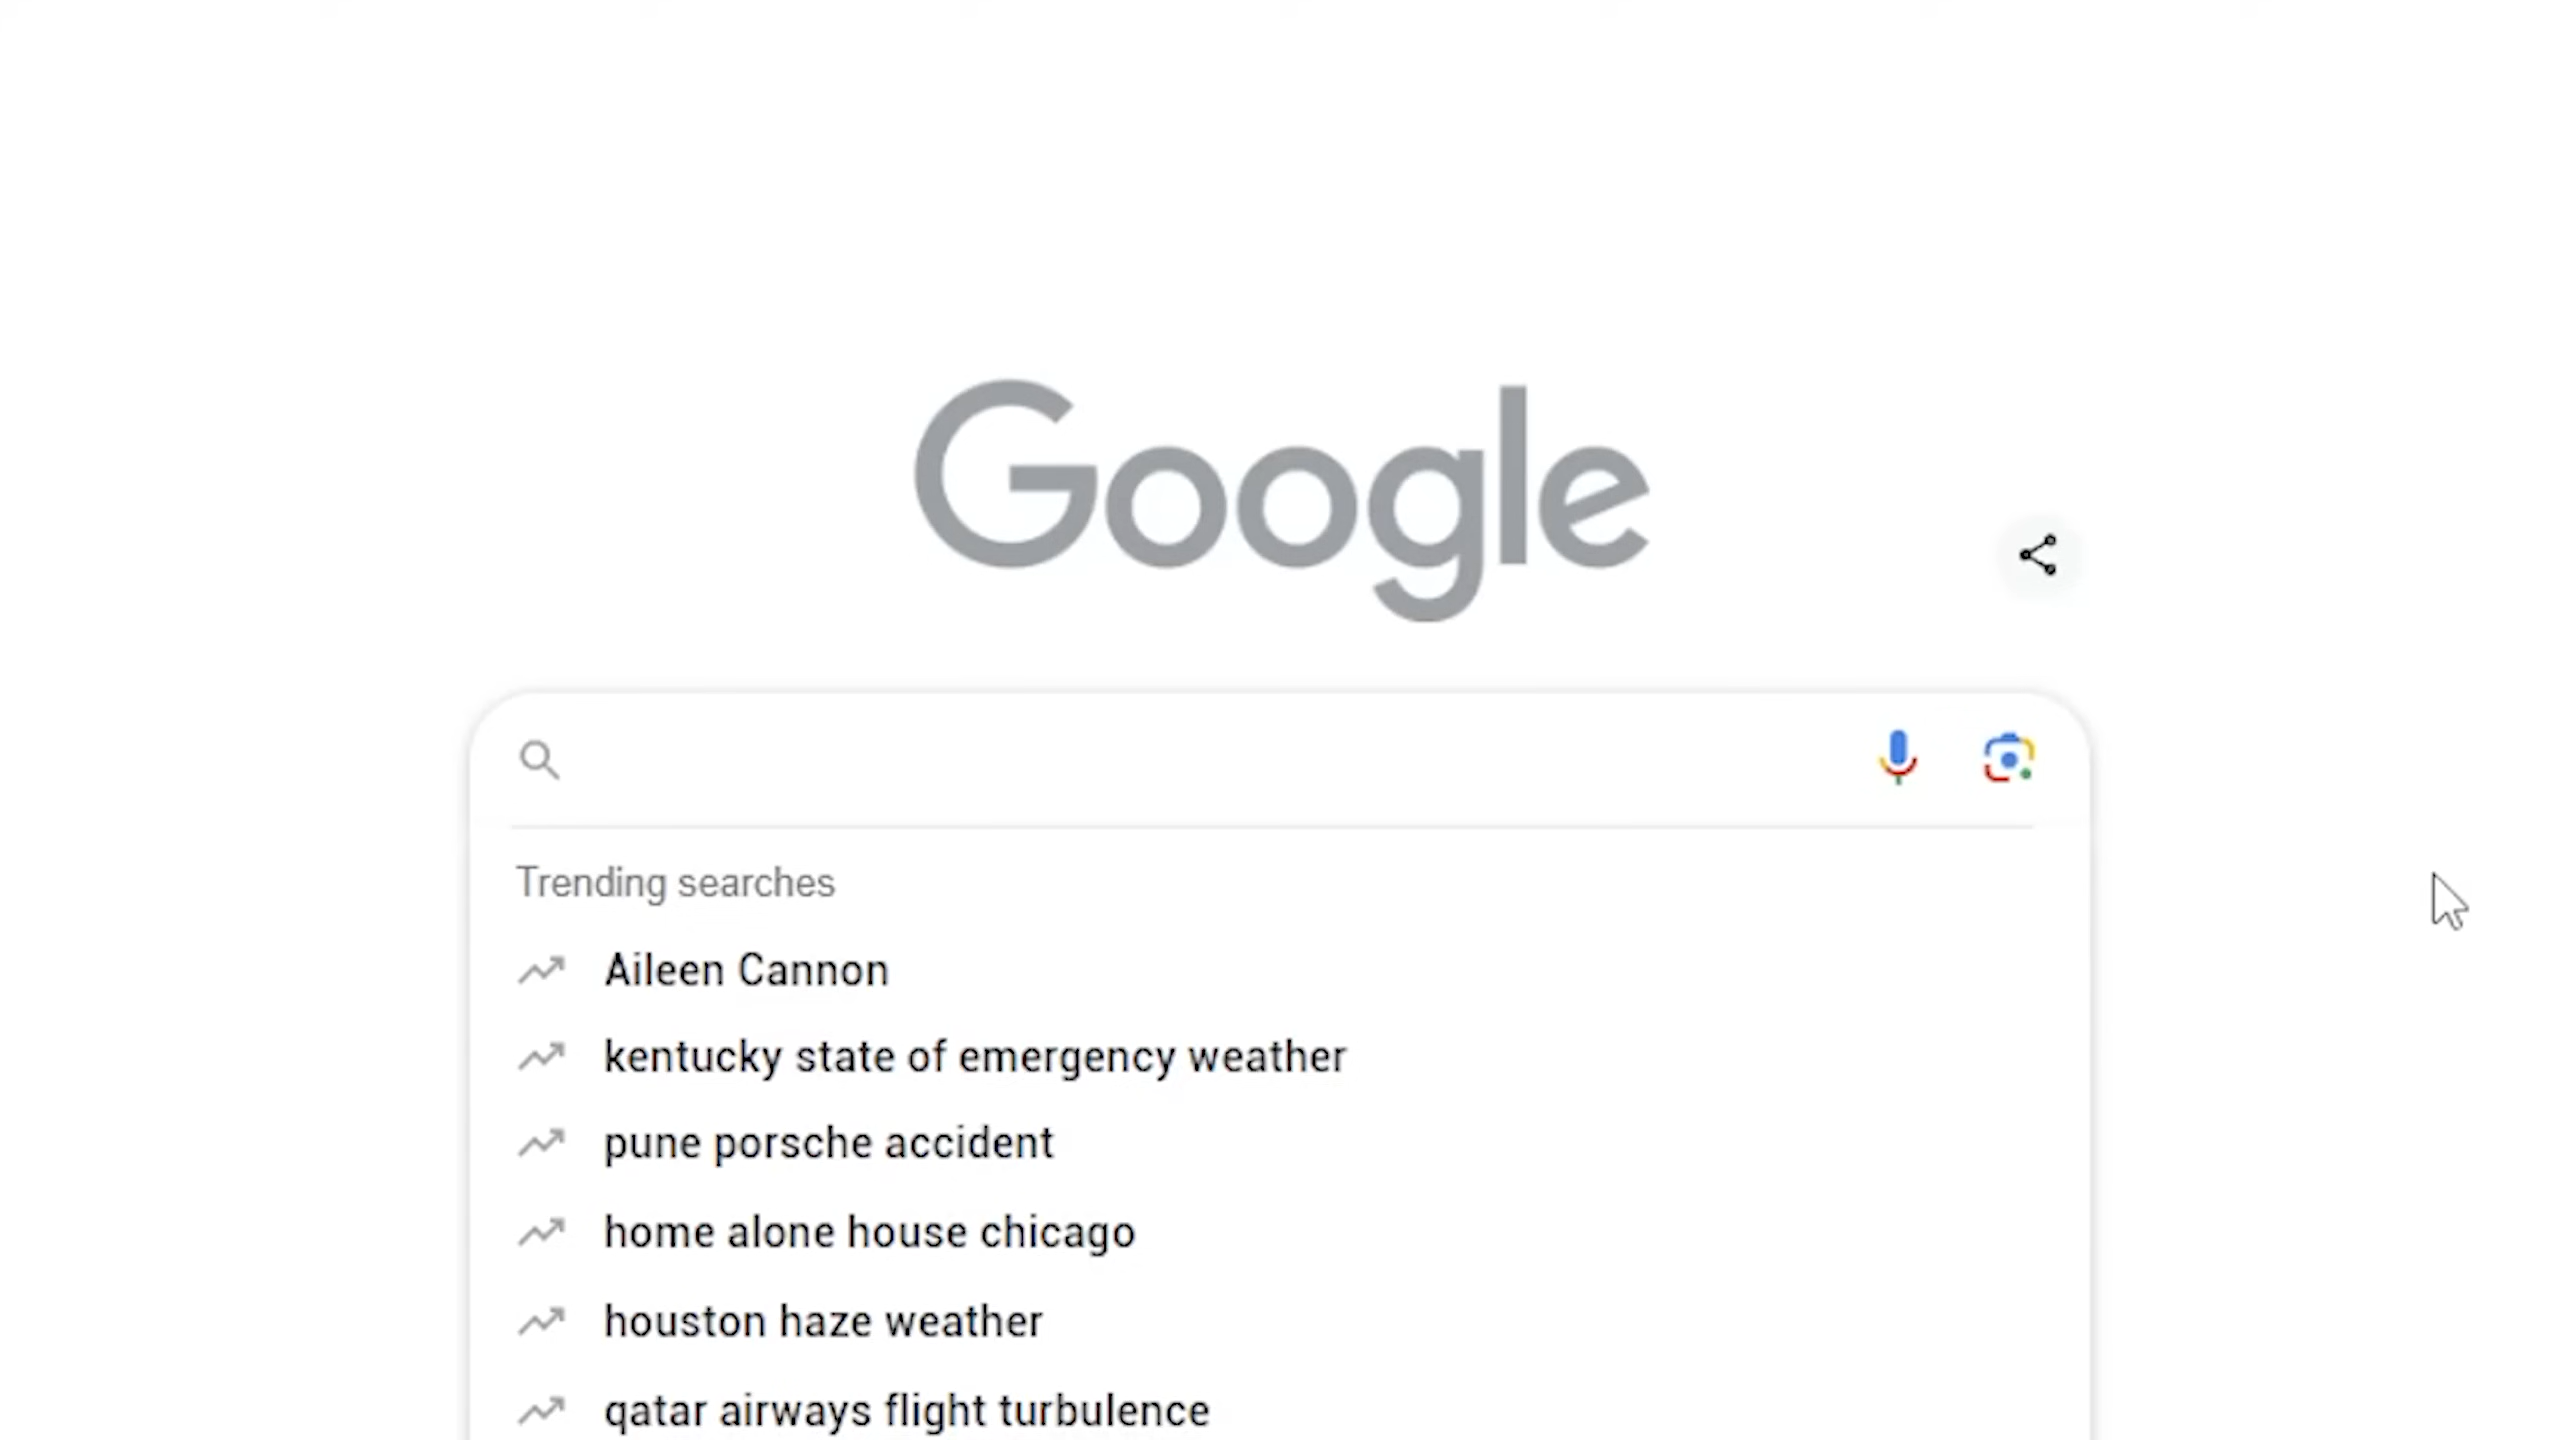 Google
Trending searches
Aileen Cannon
kentucky state of emergency weather
pune porsche accident
home alone house chicago
houston haze weather
qatar airways flight turbulence